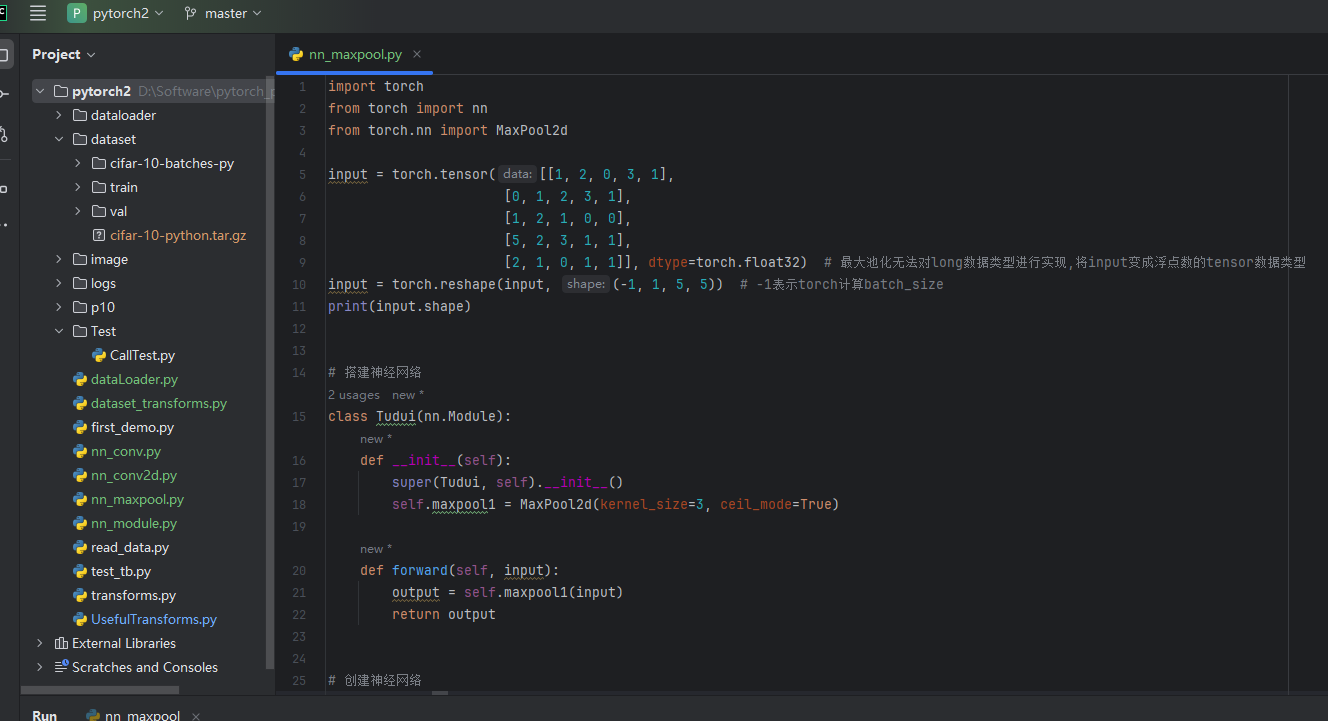 C
P pytorch2 master
Project
pytorch2 D:\Software\pytorch_p
dataloader
dataset
cifar-10-batches-py
train
val
cifar-10-python.tar.gz
image
logs
p10
Test
CallTest.py
dataLoader.py
dataset_transforms.py
first_demo.py
nn_conv.py
nn_conv2d.py
nn_maxpool.py
nn_module.py
read_data.py
test_tb.py
transforms.py
UsefulTransforms.py
External Libraries
Scratches and Consoles
nn_maxpool.py
1 import torch
2 from torch import nn
3 from torch.nn import MaxPool2d
4
5 input = torch.tensor( data: [[1, 2, 0, 3, 1],
6 [0, 1, 2, 3, 1],
7 [1, 2, 1, 0, 0],
8 [5, 2, 3, 1, 1],
9 [2, 1, 0, 1, 1]], dtype=torch.float32) # 最大池化无法对long数据类型进行实现,将input变成浮点数的tensor数据类型
10 input = torch.reshape(input, shape: (-1, 1, 5, 5)) # -1表示torch计算batch_size
11 print(input.shape)
12
13
14 # 搭建神经网络
2 usages new *
15 class Tudui(nn.Module):
new *
16 def __init__(self):
17 super(Tudui, self).__init__()
18 self.maxpool1 = MaxPool2d(kernel_size=3, ceil_mode=True)
19
new *
20 def forward(self, input):
21 output = self.maxpool1(input)
22 return output
23
24
25 # 创建神经网络
Run nn_maxpool